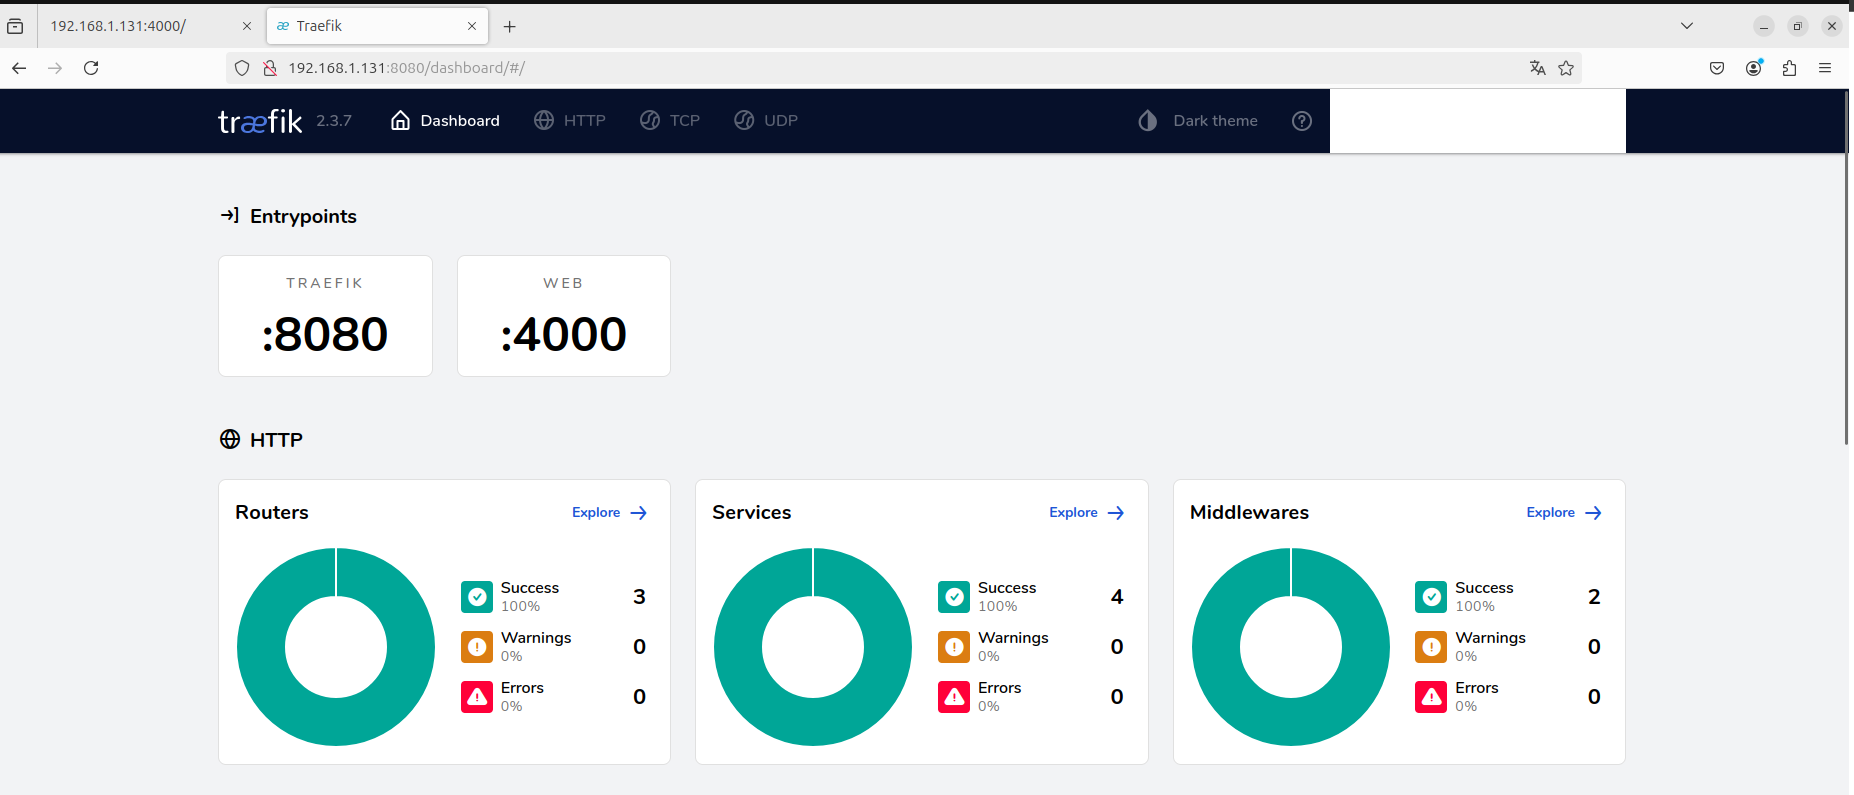 192.168.1.131:4000/
Traefik
192.168.1.131:8080/dashboard/#/
træfik 2.3.7 Dashboard HTTP TCP UDP Dark theme
Entrypoints
TRAEFIK
:8080
WEB
:4000
HTTP
Routers Explore
Success 3
100%
Warnings 0
0%
Errors 0
0%
Services Explore
Success 4
100%
Warnings 0
0%
Errors 0
0%
Middlewares Explore
Success 2
100%
Warnings 0
0%
Errors 0
0%